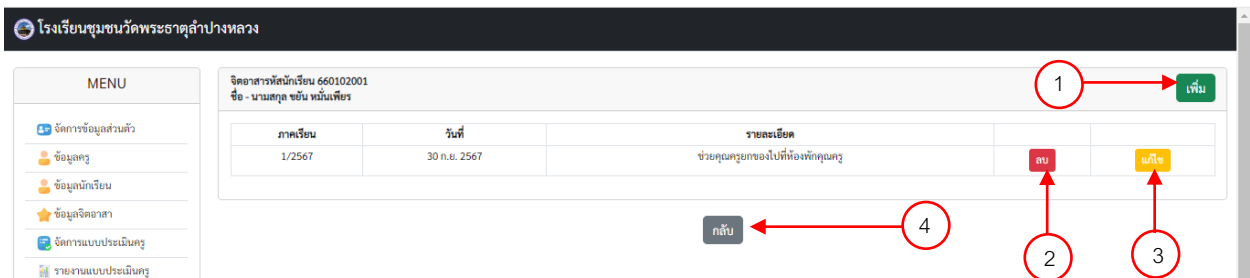 โรงเรียนชุมชนวัดพระธาตุลำปางหลวง
MENU
จัดการข้อมูลส่วนตัว
ข้อมูลครู
ข้อมูลนักเรียน
ข้อมูลจิตอาสา
จัดการแบบประเมินครู
รายงานแบบประเมินครู
จิตอาสารหัสนักเรียน 660102001
ชื่อ - นามสกุล ขยัน หมั่นเพียร
1
เพิ่ม
ภาคเรียน วันที่ รายละเอียด
1/2567 30 ก.ย. 2567 ช่วยคุณครูยกของไปที่ห้องพักคุณครู ลบ แก้ไข
กลับ
4
2
3